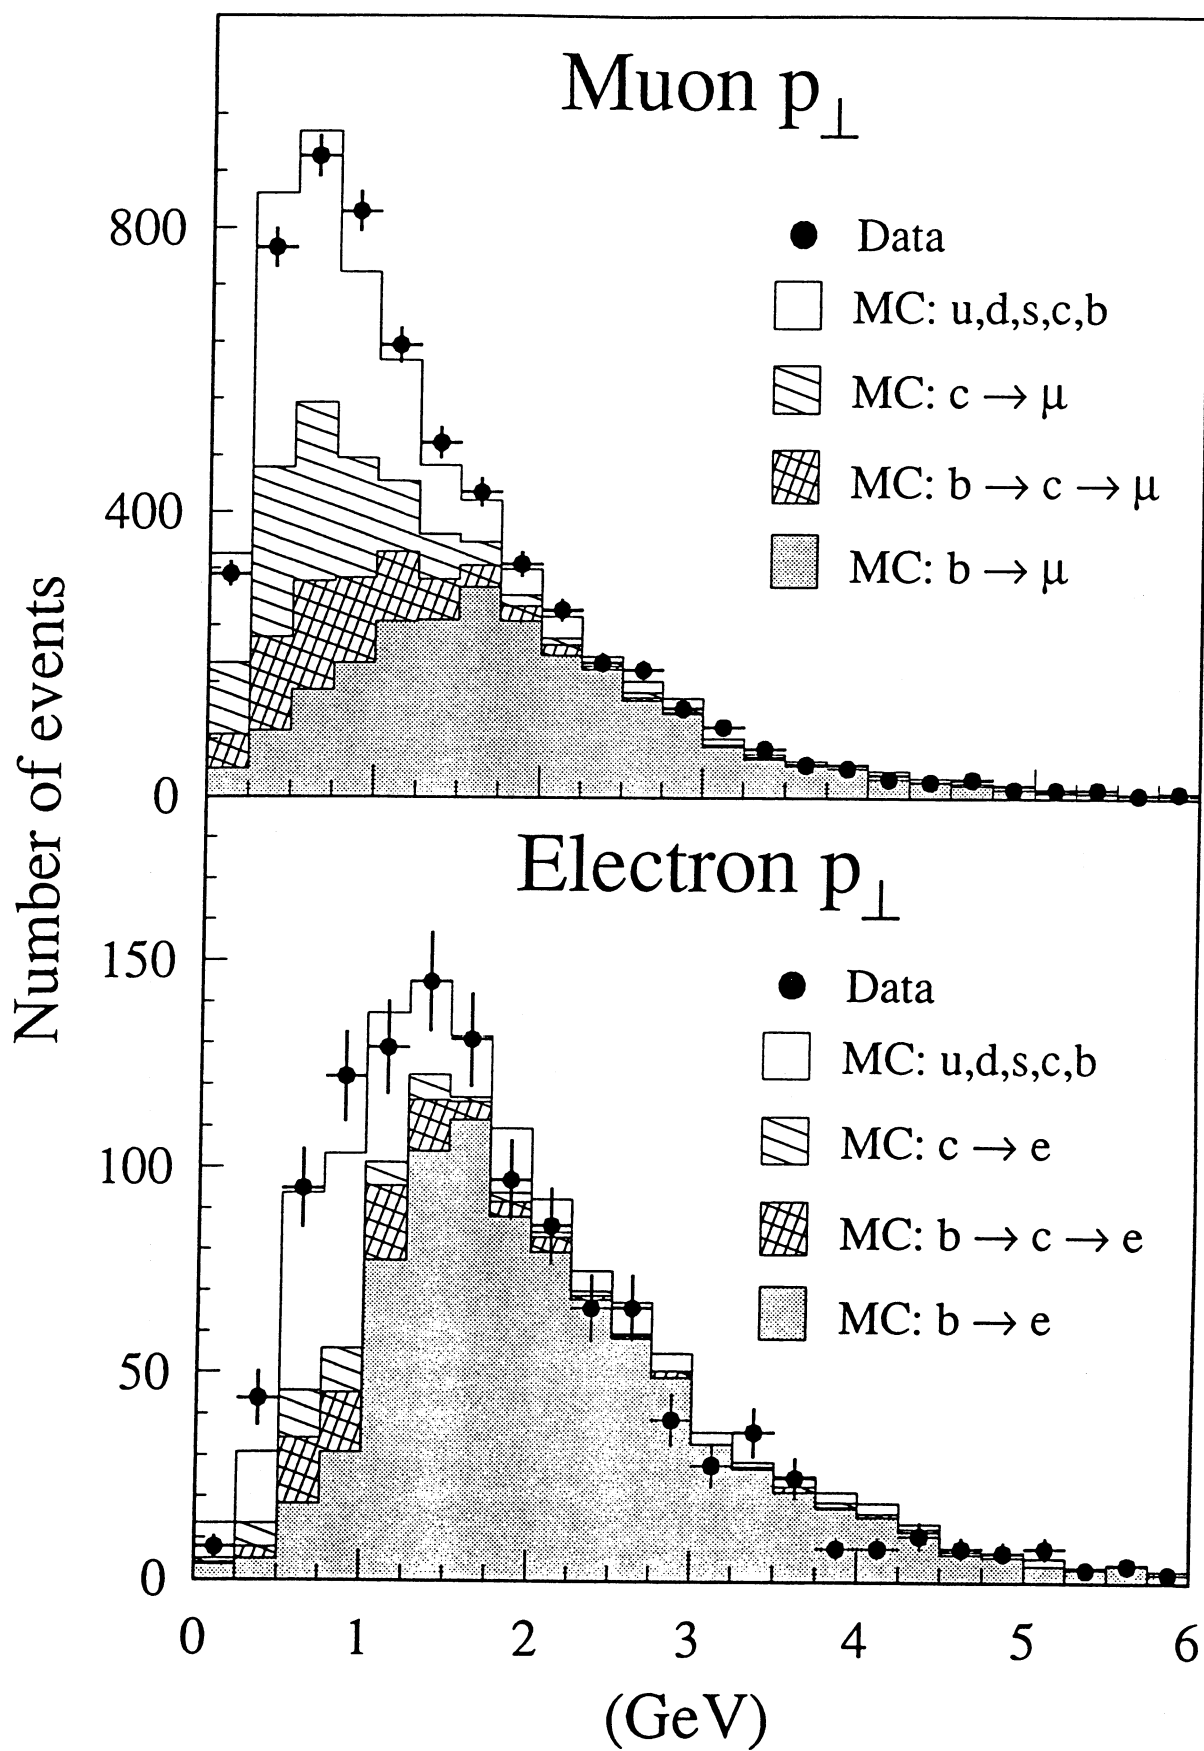 Muon p⊥
800
400
0
Data
MC: u,d,s,c,b
MC: c → μ
MC: b → c → μ
MC: b → μ
Number of events
Electron p⊥
150
100
50
0
Data
MC: u,d,s,c,b
MC: c → e
MC: b → c → e
MC: b → e
0 1 2 3 4 5 6
(GeV)